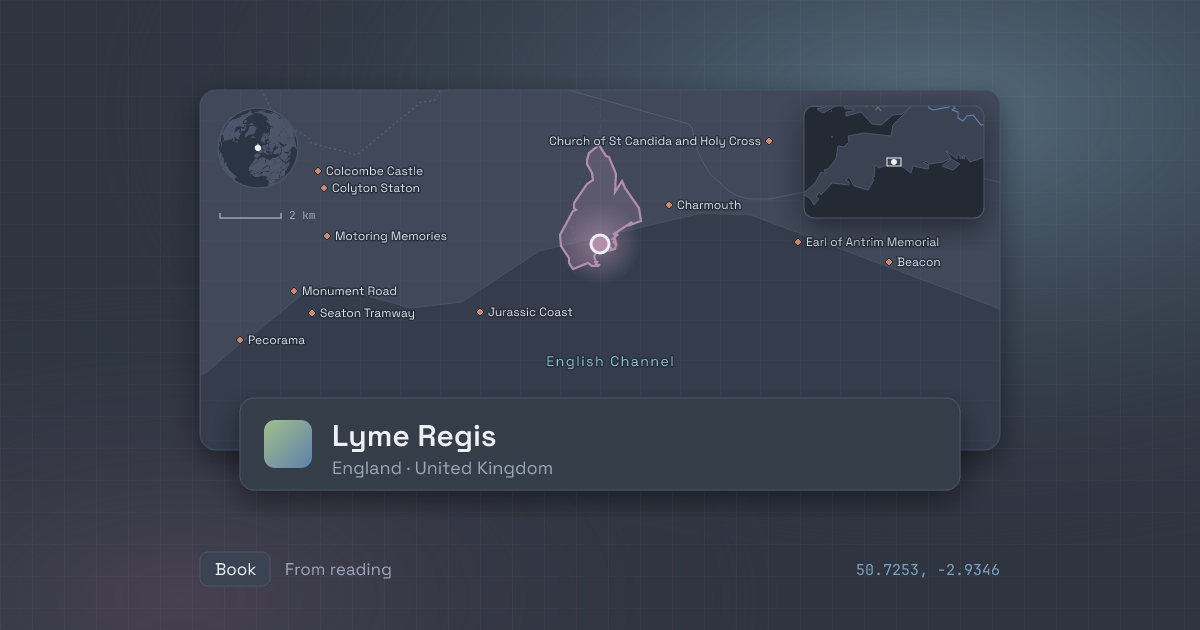 Church of St Candida and Holy Cross
Colcombe Castle
Colyton Staton
Charmouth
2 km
Motoring Memories
Earl of Antrim Memorial
Beacon
Monument Road
Seaton Tramway
Jurassic Coast
Pecorama
English Channel
Lyme Regis
England · United Kingdom
Book
From reading
50.7253, -2.9346